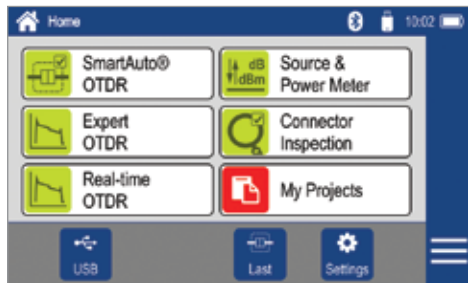 Home
10:02
SmartAuto®
OTDR
dB
dBm
Source &
Power Meter
Expert
OTDR
Connector
Inspection
Real-time
OTDR
My Projects
USB
Last
Settings